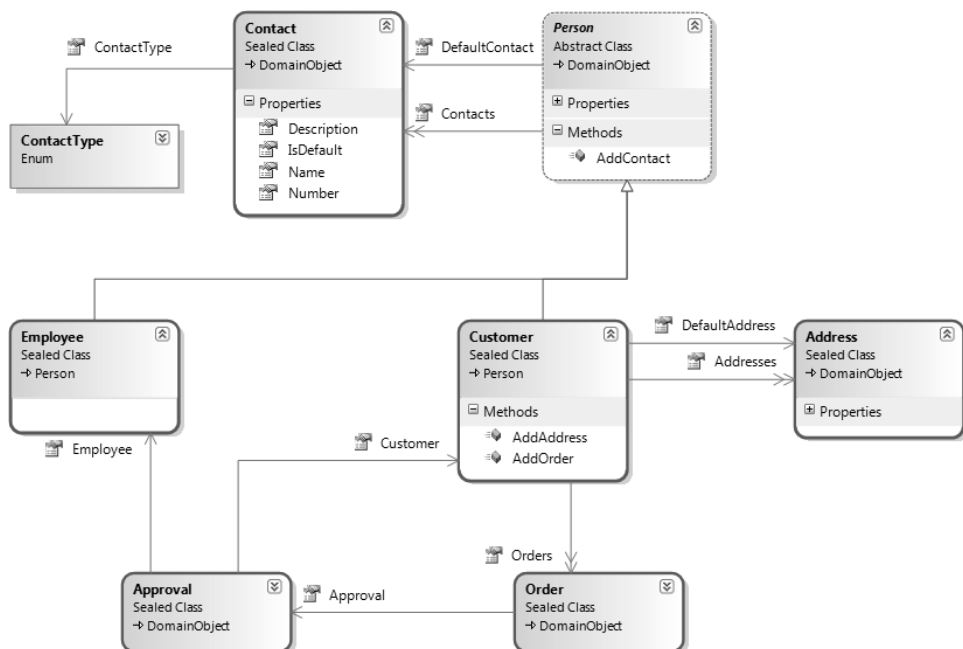 ContactType
Contact
Sealed Class
DomainObject
Properties
Description
IsDefault
Name
Number
DefaultContact
Contacts
Person
Abstract Class
DomainObject
Properties
Methods
AddContact
ContactType
Enum
Employee
Sealed Class
Person
Customer
Sealed Class
Person
Methods
AddAddress
AddOrder
DefaultAddress
Addresses
Address
Sealed Class
DomainObject
Properties
Employee
Customer
Orders
Approval
Sealed Class
DomainObject
Approval
Order
Sealed Class
DomainObject